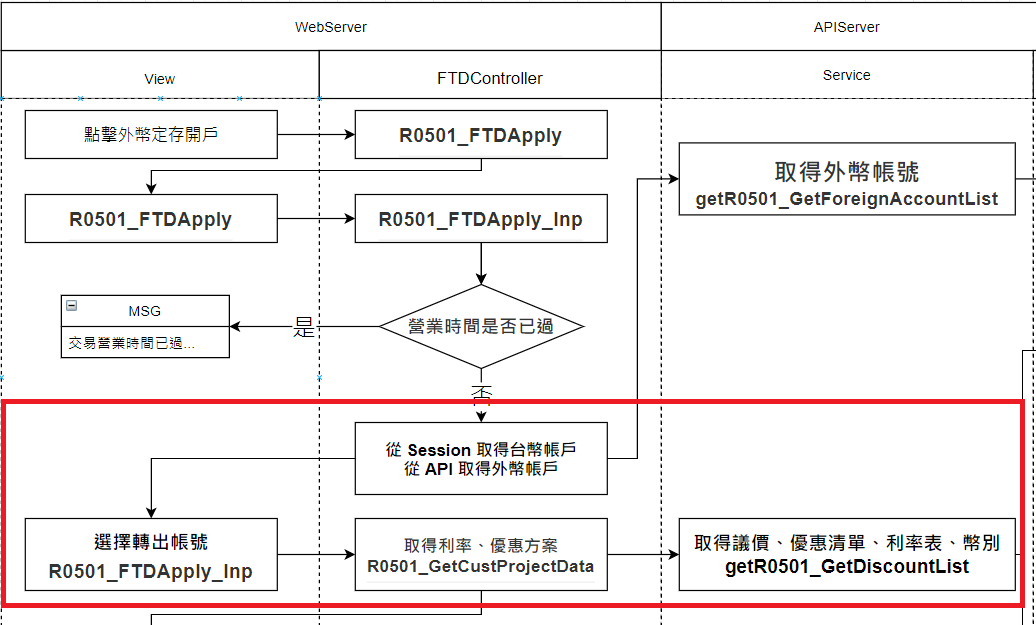 WebServer
APIServer
View
FTDController
Service
點擊外幣定存開戶
R0501_FTDApply
取得外幣帳號
getR0501_GetForeignAccountList
R0501_FTDApply
R0501_FTDApply_Inp
MSG
交易營業時間已過...
是
營業時間是否已過
否
從 Session 取得台幣帳戶
從 API 取得外幣帳戶
選擇轉出帳號
R0501_FTDApply_Inp
取得利率、優惠方案
R0501_GetCustProjectData
取得議價、優惠清單、利率表、幣別
getR0501_GetDiscountList